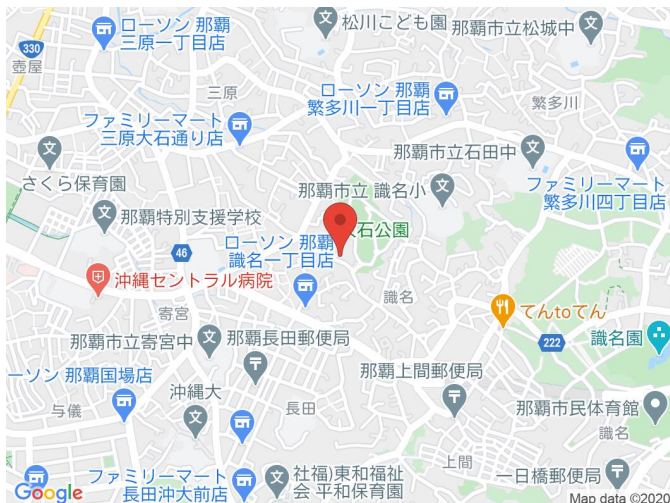 ローソン 那覇
三原一丁目店
松川こども園
那覇市立松城中
330
壺屋
三原
ローソン 那覇
繁多川一丁目店
繁多川
ファミリーマート
三原大石通り店
那覇市立石田中
さくら保育園
那覇市立 識名小
ファミリーマート
繁多川四丁目店
那覇特別支援学校
大石公園
46
ローソン 那覇
識名一丁目店
沖縄セントラル病院
識名
寄宮
てんtoてん
那覇市立寄宮中
那覇長田郵便局
222
識名園
ローソン 那覇国場店
沖縄大
那覇上間郵便局
与儀
長田
那覇市民体育館
識名
上間
ファミリーマート
長田沖大前店
社福)東和福祉
会 平和保育園
一日橋郵便局
Google
Map data ©202